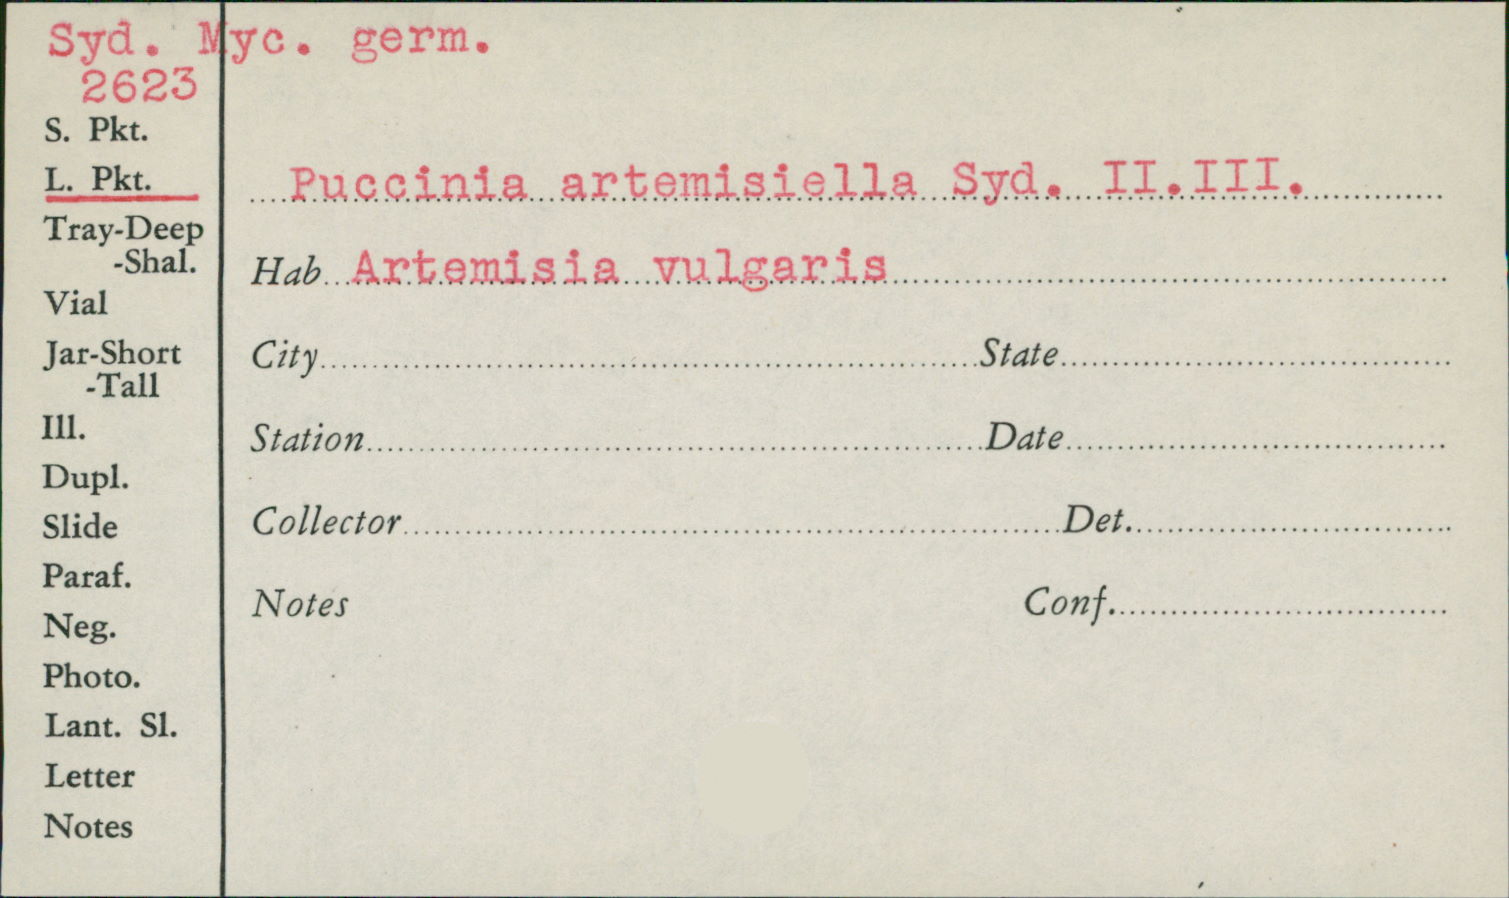 Syd. Myc. germ.
2623
S. Pkt.
L. Pkt.
Tray-Deep
-Shal.
Vial
Jar-Short
-Tall
Ill.
Dupl.
Slide
Paraf.
Neg.
Photo.
Lant. Sl.
Letter
Notes
Puccinia artemisiella Syd. II.III.
Hab Artemisia vulgaris
City State
Station Date
Collector Det.
Notes Conf.